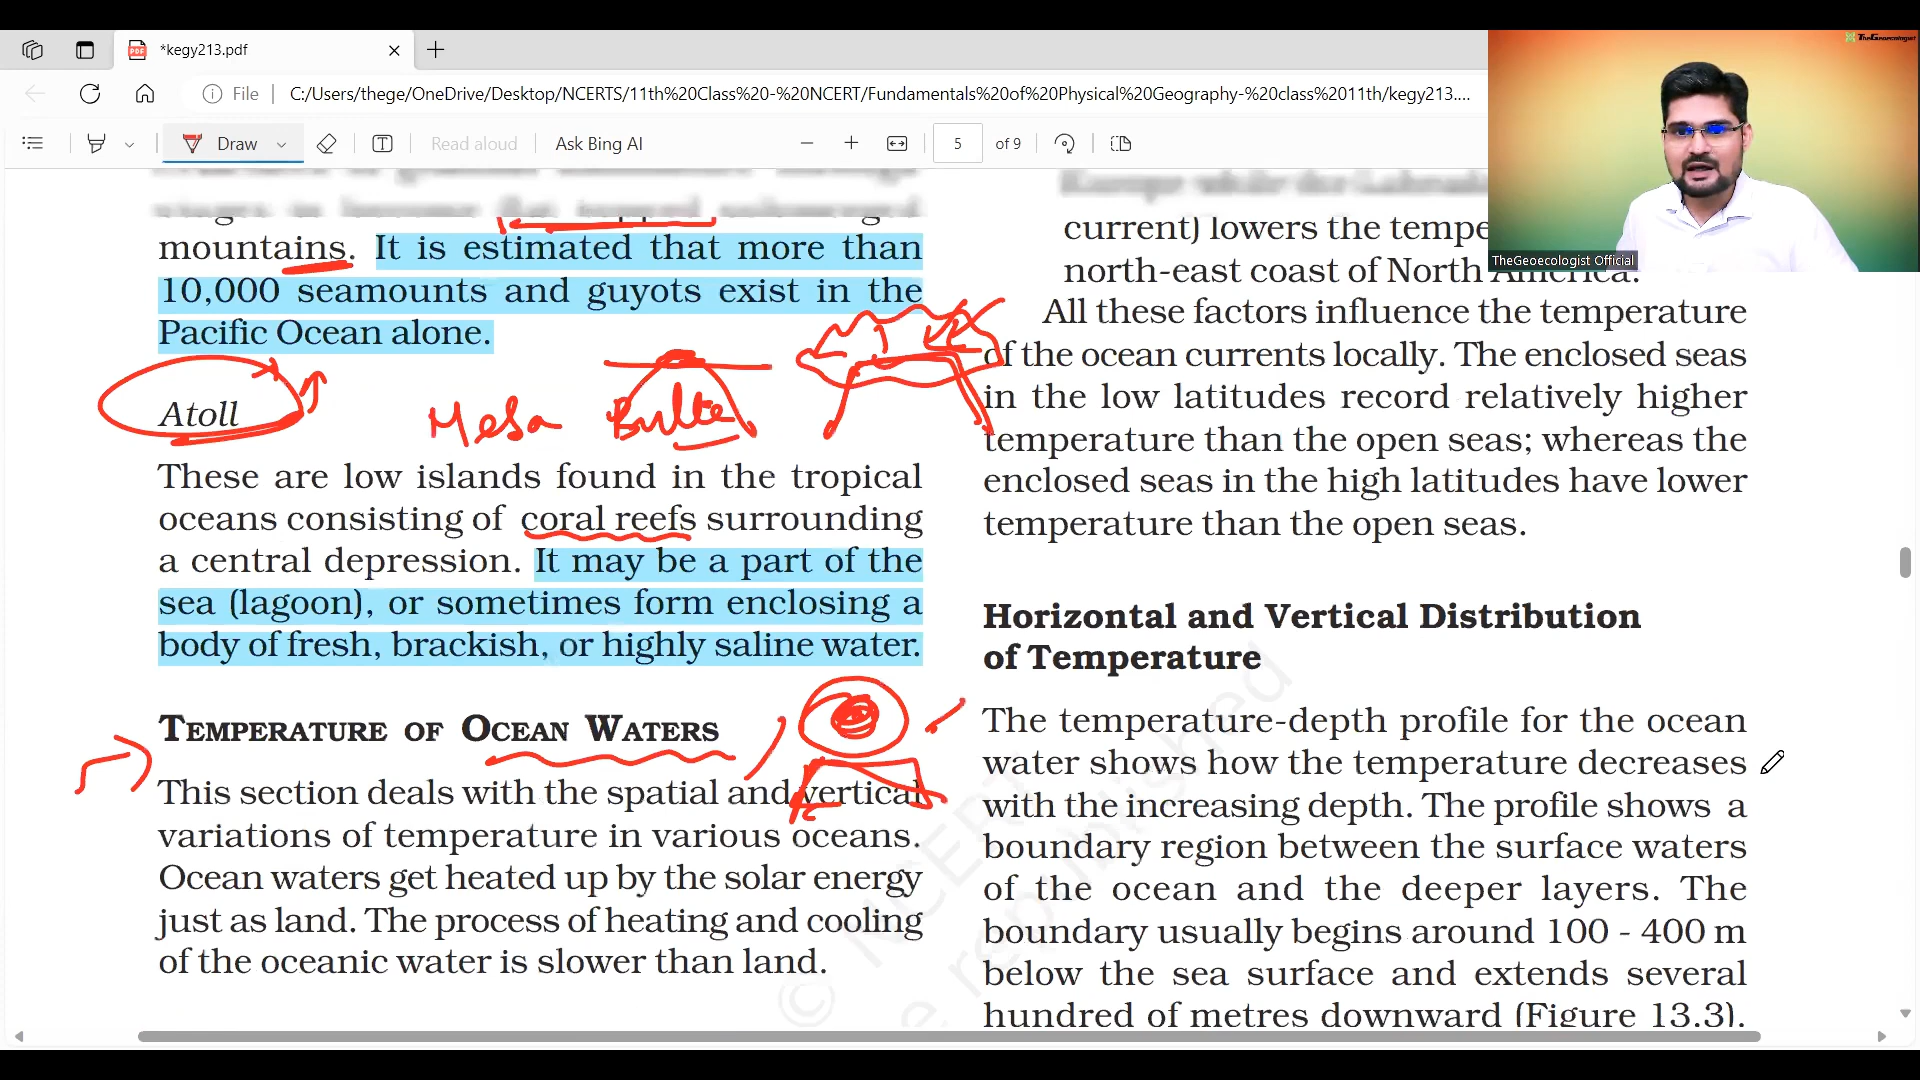 *kegy213.pdf
File
C:/Users/thege/OneDrive/Desktop/NCERTS/11th%20Class%20-%20NCERT/Fundamentals%20of%20Physical%20Geography-%20class%2011th/kegy213....
Draw
Read aloud
Ask Bing AI
5
of 9
TheGeoecologist
TheGeoecologist Official
mountains. It is estimated that more than
10,000 seamounts and guyots exist in the
Pacific Ocean alone.
Atoll
Mesa Butte
These are low islands found in the tropical
oceans consisting of coral reefs surrounding
a central depression. It may be a part of the
sea (lagoon), or sometimes form enclosing a
body of fresh, brackish, or highly saline water.
TEMPERATURE OF OCEAN WATERS
This section deals with the spatial and vertical
variations of temperature in various oceans.
Ocean waters get heated up by the solar energy
just as land. The process of heating and cooling
of the oceanic water is slower than land.
current) lowers the tempe
north-east coast of North America.
All these factors influence the temperature
of the ocean currents locally. The enclosed seas
in the low latitudes record relatively higher
temperature than the open seas; whereas the
enclosed seas in the high latitudes have lower
temperature than the open seas.
Horizontal and Vertical Distribution
of Temperature
The temperature-depth profile for the ocean
water shows how the temperature decreases
with the increasing depth. The profile shows a
boundary region between the surface waters
of the ocean and the deeper layers. The
boundary usually begins around 100 - 400 m
below the sea surface and extends several
hundred of metres downward (Figure 13.3).
© NCERT
e republished